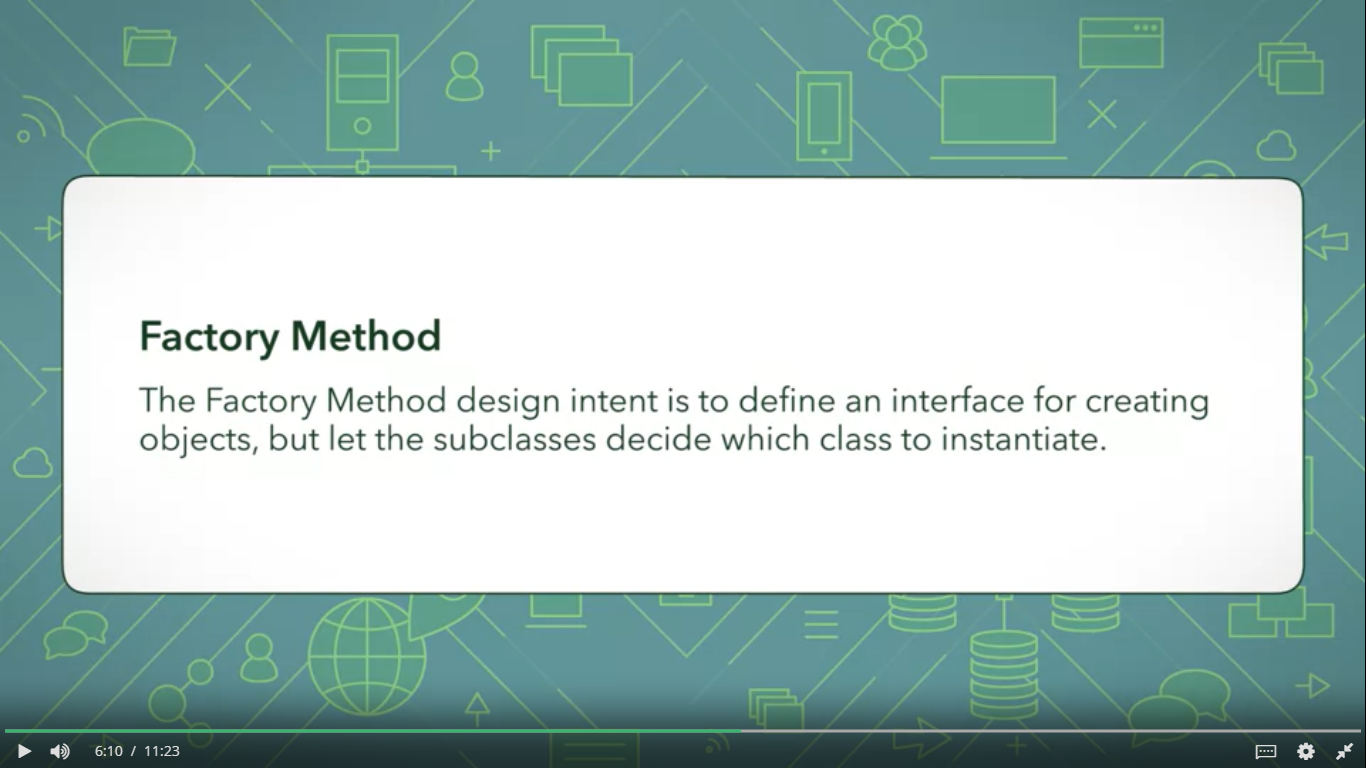 Factory Method
The Factory Method design intent is to define an interface for creating
objects, but let the subclasses decide which class to instantiate.
6:10 / 11:23